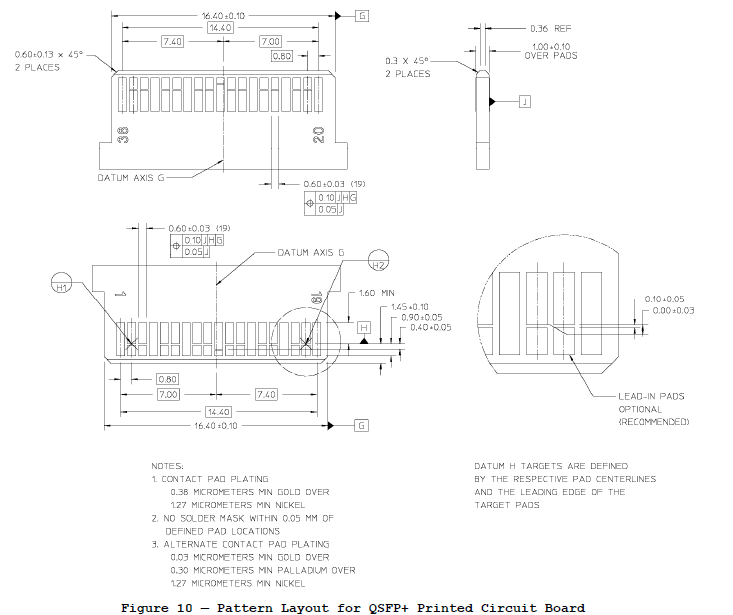 16.40±0.10
G
14.40
7.40
7.00
0.80
0.60±0.13 x 45°
2 PLACES
38
20
DATUM AXIS G
0.60±0.03 (19)
0.10 J H G
0.05 J
0.36 REF
1.00±0.10
OVER PADS
0.3 X 45°
2 PLACES
J
0.60±0.03 (19)
0.10 J H G
0.05 J
DATUM AXIS G
H1
H2
1
19
1.60 MIN
1.45±0.10
0.90±0.05
0.40±0.05
H
0.80
7.00
7.40
14.40
16.40±0.10
G
0.10±0.05
0.00±0.03
LEAD-IN PADS
OPTIONAL
(RECOMMENDED)
NOTES:
1. CONTACT PAD PLATING
0.38 MICROMETERS MIN GOLD OVER
1.27 MICROMETERS MIN NICKEL
2. NO SOLDER MASK WITHIN 0.05 MM OF
DEFINED PAD LOCATIONS
3. ALTERNATE CONTACT PAD PLATING
0.03 MICROMETERS MIN GOLD OVER
0.30 MICROMETERS MIN PALLADIUM OVER
1.27 MICROMETERS MIN NICKEL
DATUM H TARGETS ARE DEFINED
BY THE RESPECTIVE PAD CENTERLINES
AND THE LEADING EDGE OF THE
TARGET PADS
Figure 10 — Pattern Layout for QSFP+ Printed Circuit Board